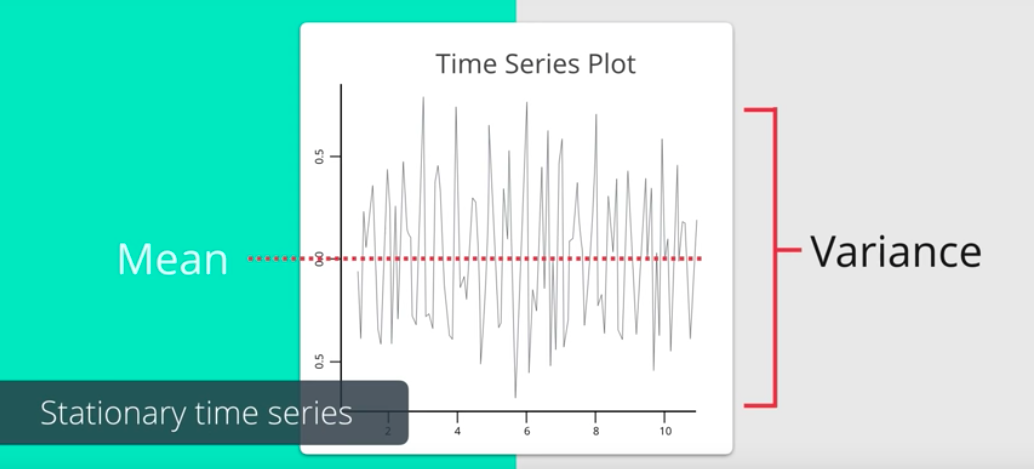 Time Series Plot
0.5
Mean
0.0
Variance
0.5
Stationary time series
2 4 6 8 10